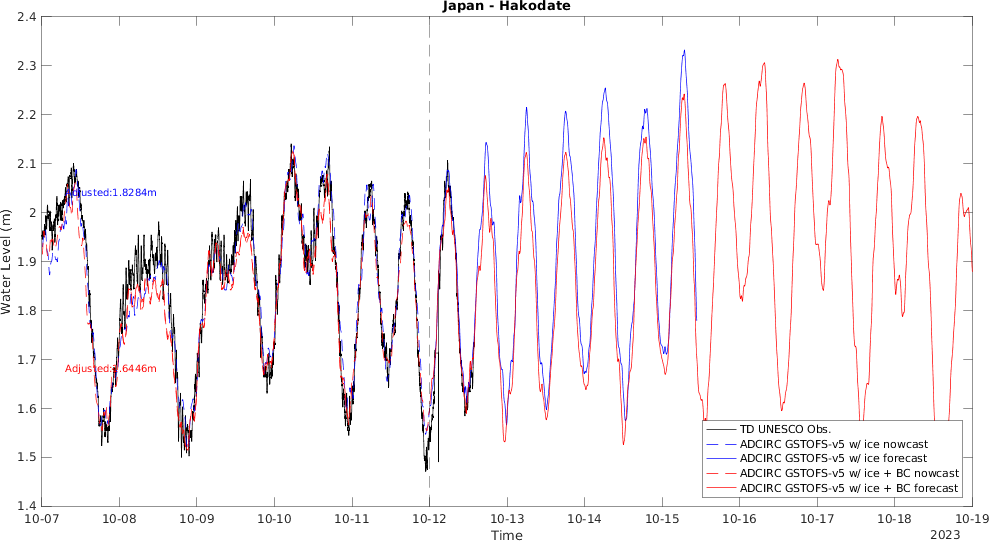 Japan - Hakodate
2.4
2.3
2.2
2.1
2
1.9
1.8
1.7
1.6
1.5
1.4
Water Level (m)
Adjusted:1.8284m
Adjusted:1.6446m
TD UNESCO Obs.
ADCIRC GSTOFS-v5 w/ ice nowcast
ADCIRC GSTOFS-v5 w/ ice forecast
ADCIRC GSTOFS-v5 w/ ice + BC nowcast
ADCIRC GSTOFS-v5 w/ ice + BC forecast
10-07 10-08 10-09 10-10 10-11 10-12 10-13 10-14 10-15 10-16 10-17 10-18 10-19
Time
2023